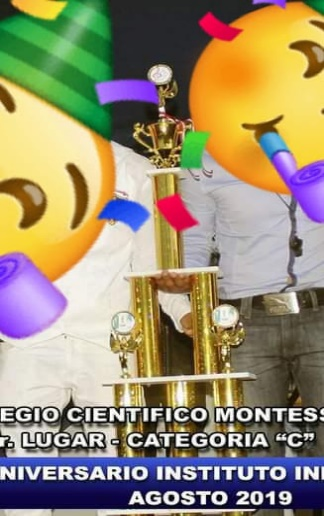 EGIO CIENTIFICO MONTESS
r. LUGAR - CATEGORIA “C”
NIVERSARIO INSTITUTO IN
AGOSTO 2019